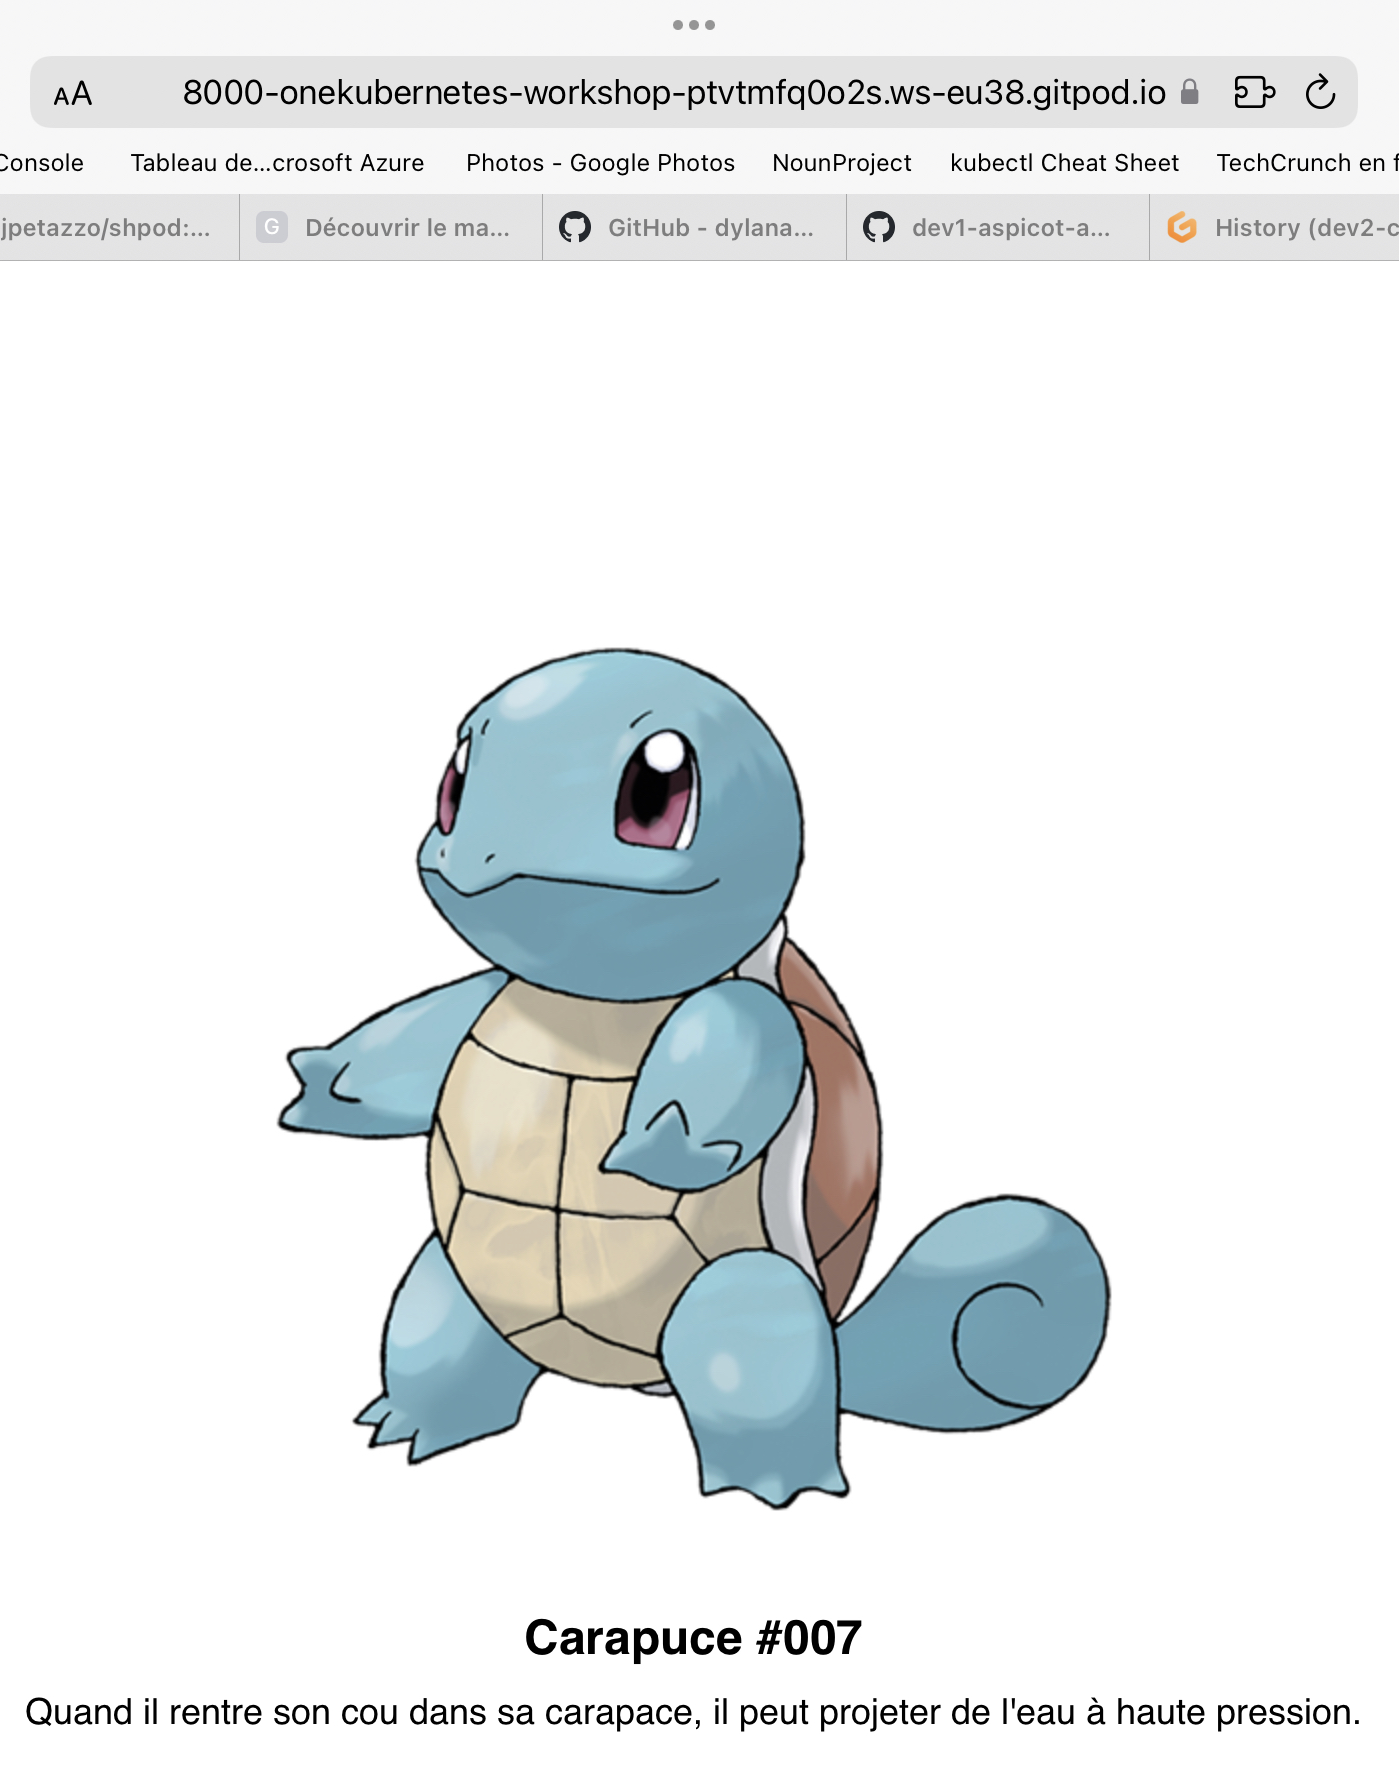 AA 8000-onekubernetes-workshop-ptvtmfq0o2s.ws-eu38.gitpod.io
Console Tableau de...crosoft Azure Photos - Google Photos NounProject kubectl Cheat Sheet TechCrunch en f
jpetazzo/shpod:... G Découvrir le ma... GitHub - dylana... dev1-aspicot-a... History (dev2-c
Carapuce #007
Quand il rentre son cou dans sa carapace, il peut projeter de l'eau à haute pression.